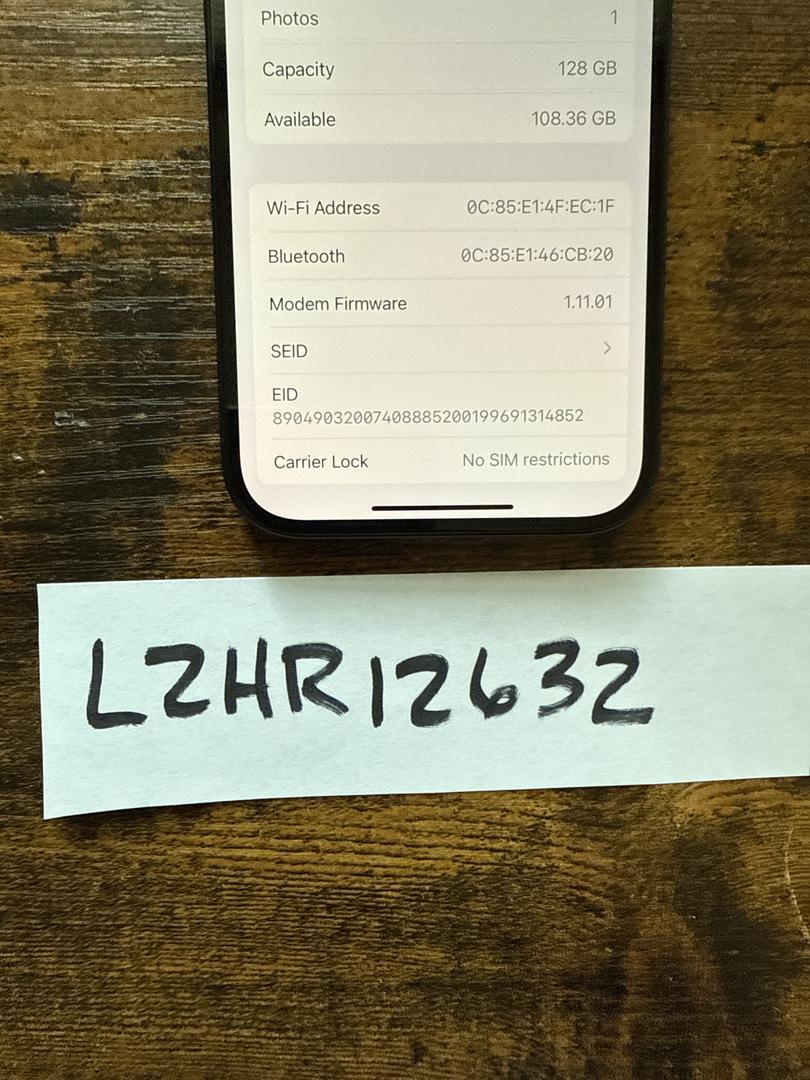 Photos 1
Capacity 128 GB
Available 108.36 GB
Wi-Fi Address 0C:85:E1:4F:EC:1F
Bluetooth 0C:85:E1:46:CB:20
Modem Firmware 1.11.01
SEID
EID
89049032007408885200199691314852
Carrier Lock No SIM restrictions
LZHR12632